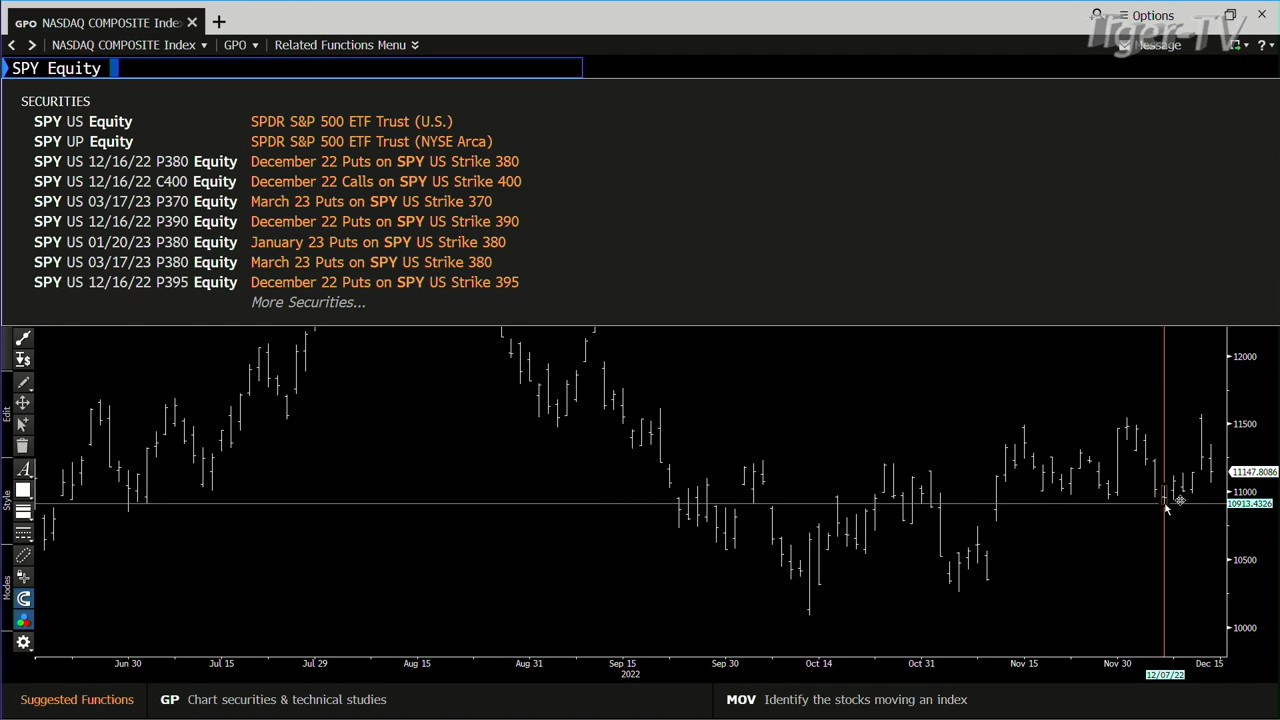 GPO NASDAQ COMPOSITE Inde
Options
NASDAQ COMPOSITE Index GPO Related Functions Menu Message ?
Tiger-TV
SPY Equity
SECURITIES
SPY US Equity SPDR S&P 500 ETF Trust (U.S.)
SPY UP Equity SPDR S&P 500 ETF Trust (NYSE Arca)
SPY US 12/16/22 P380 Equity December 22 Puts on SPY US Strike 380
SPY US 12/16/22 C400 Equity December 22 Calls on SPY US Strike 400
SPY US 03/17/23 P370 Equity March 23 Puts on SPY US Strike 370
SPY US 12/16/22 P390 Equity December 22 Puts on SPY US Strike 390
SPY US 01/20/23 P380 Equity January 23 Puts on SPY US Strike 380
SPY US 03/17/23 P380 Equity March 23 Puts on SPY US Strike 380
SPY US 12/16/22 P395 Equity December 22 Puts on SPY US Strike 395
More Securities...
Edit
Style
Modes
12000
11500
11147.8086
11000
10913.4326
10500
10000
Jun 30 Jul 15 Jul 29 Aug 15 Aug 31 Sep 15 Sep 30 Oct 14 Oct 31 Nov 15 Nov 30 Dec 15
2022
12/07/22
Suggested Functions GP Chart securities & technical studies MOV Identify the stocks moving an index